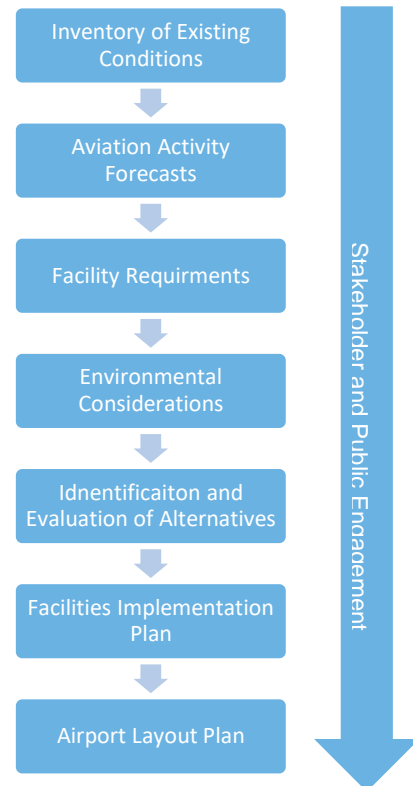 Inventory of Existing
Conditions
Aviation Activity
Forecasts
Facility Requirments
Environmental
Considerations
Idnentificaiton and
Evaluation of Alternatives
Facilities Implementation
Plan
Airport Layout Plan
Stakeholder and Public Engagement